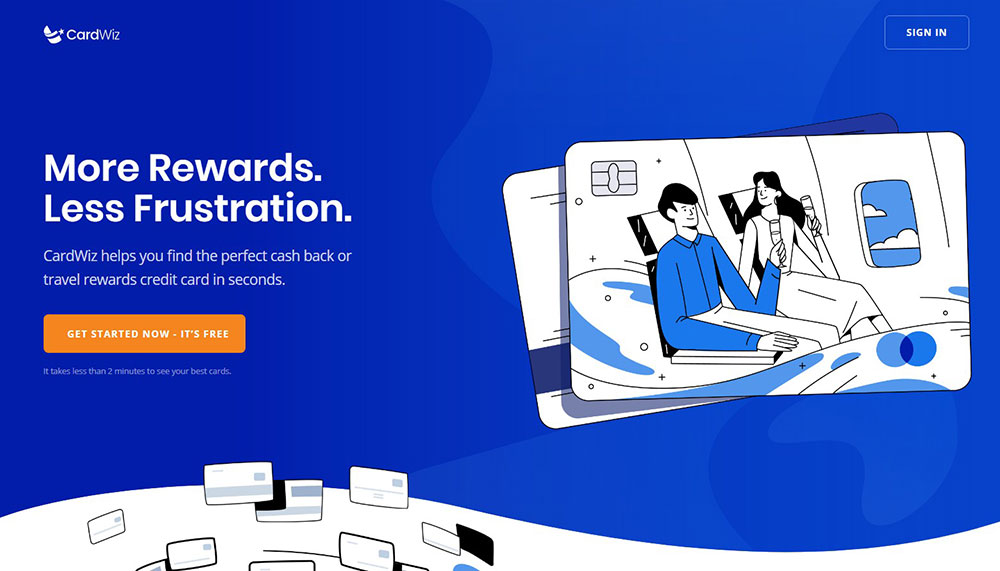 CardWiz
SIGN IN
More Rewards.
Less Frustration.
CardWiz helps you find the perfect cash back or
travel rewards credit card in seconds.
GET STARTED NOW - IT'S FREE
It takes less than 2 minutes to see your best cards.